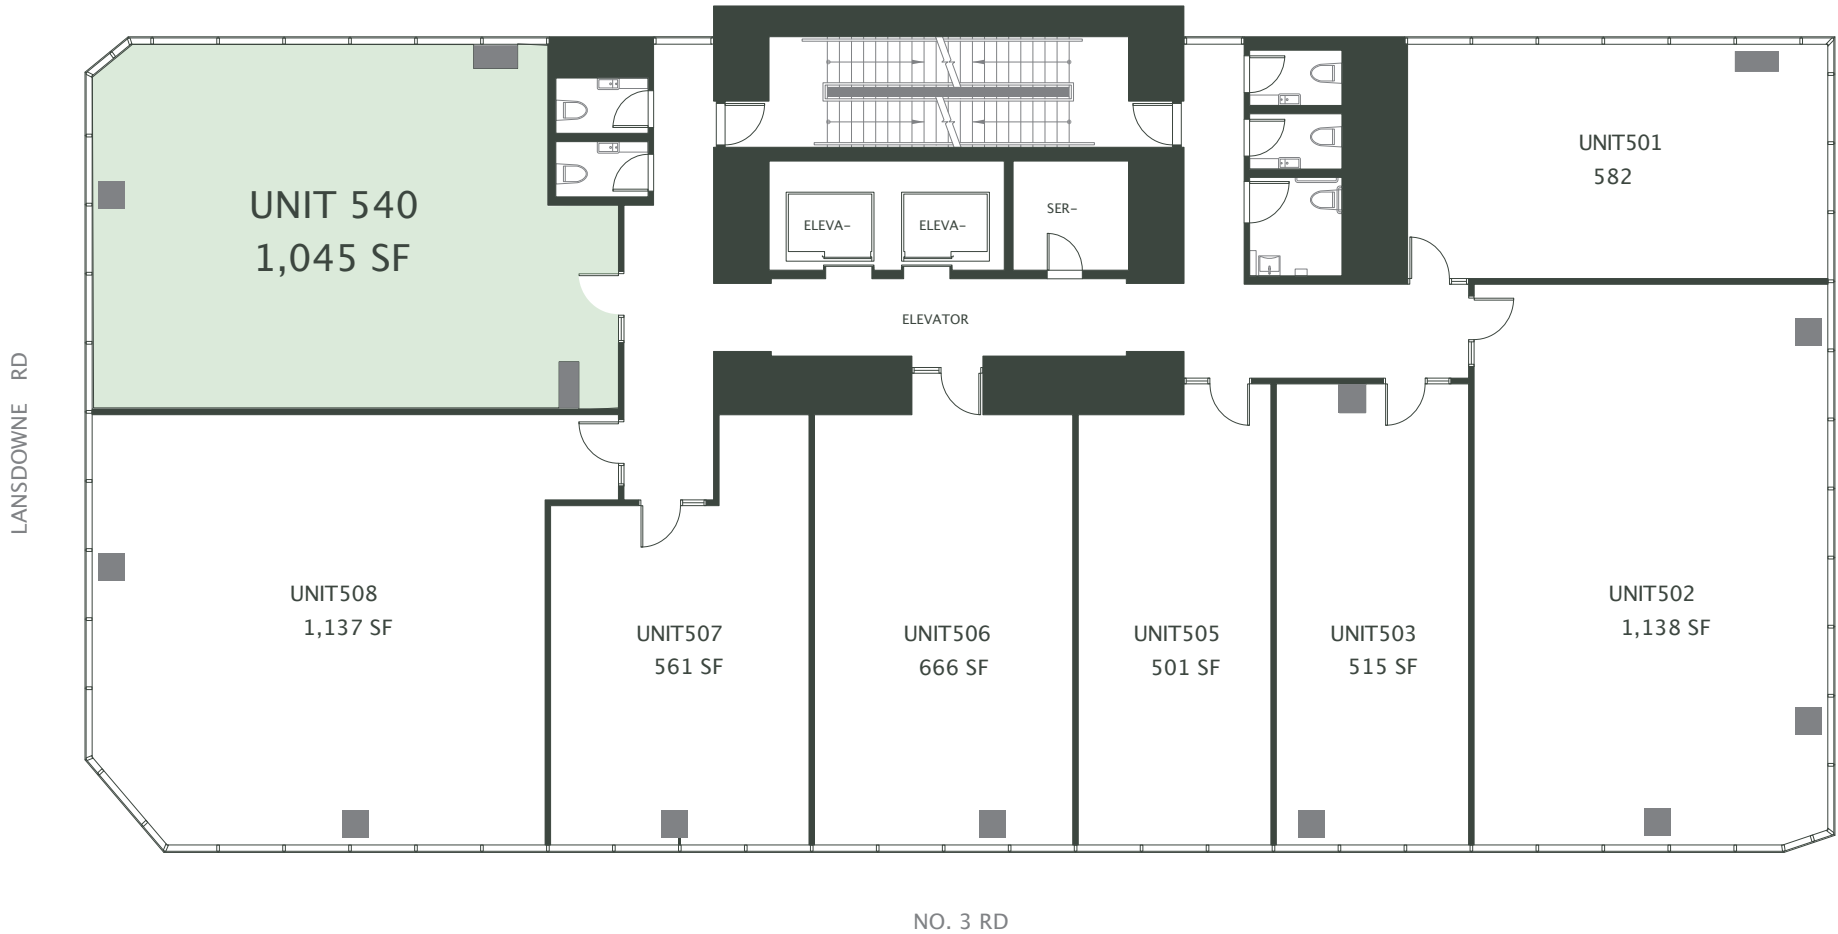 UNIT501
582
UNIT 540
1,045 SF
ELEVA-
ELEVA-
SER-
ELEVATOR
LANSDOWNE RD
UNIT508
1,137 SF
UNIT507
561 SF
UNIT506
666 SF
UNIT505
501 SF
UNIT503
515 SF
UNIT502
1,138 SF
NO. 3 RD